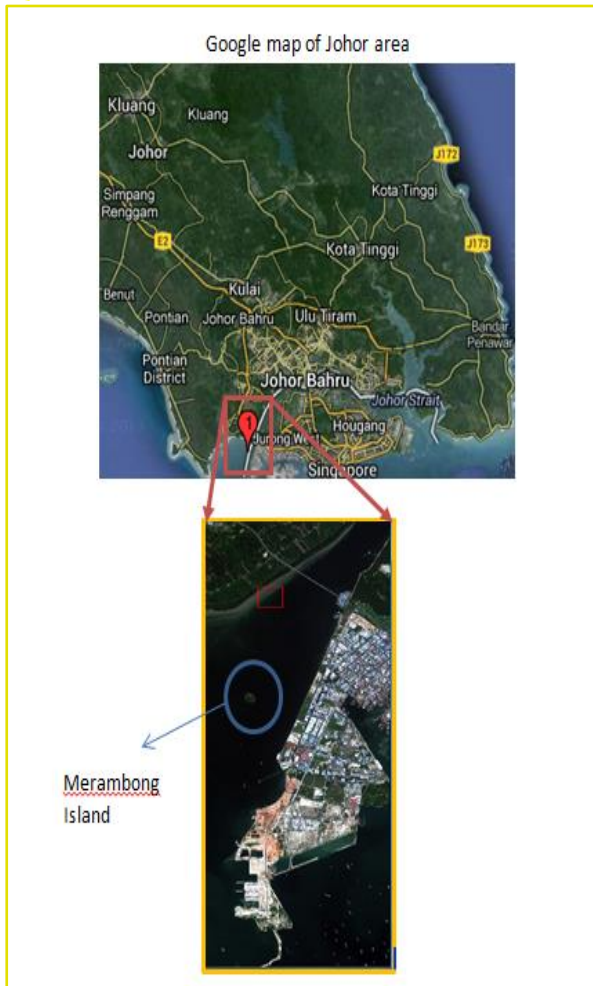 Google map of Johor area
Kluang
Kluang
Johor
J172
Simpang
Renggam
Kota Tinggi
E2
Kota Tinggi
J173
Kulai
Benut
Pontian
Johor Bahru
Ulu Tiram
Bandar
Penawar
Pontian
District
Johor Bahru
Johor Strait
1
Hougang
Jurong West
Singapore
Merambong
Island